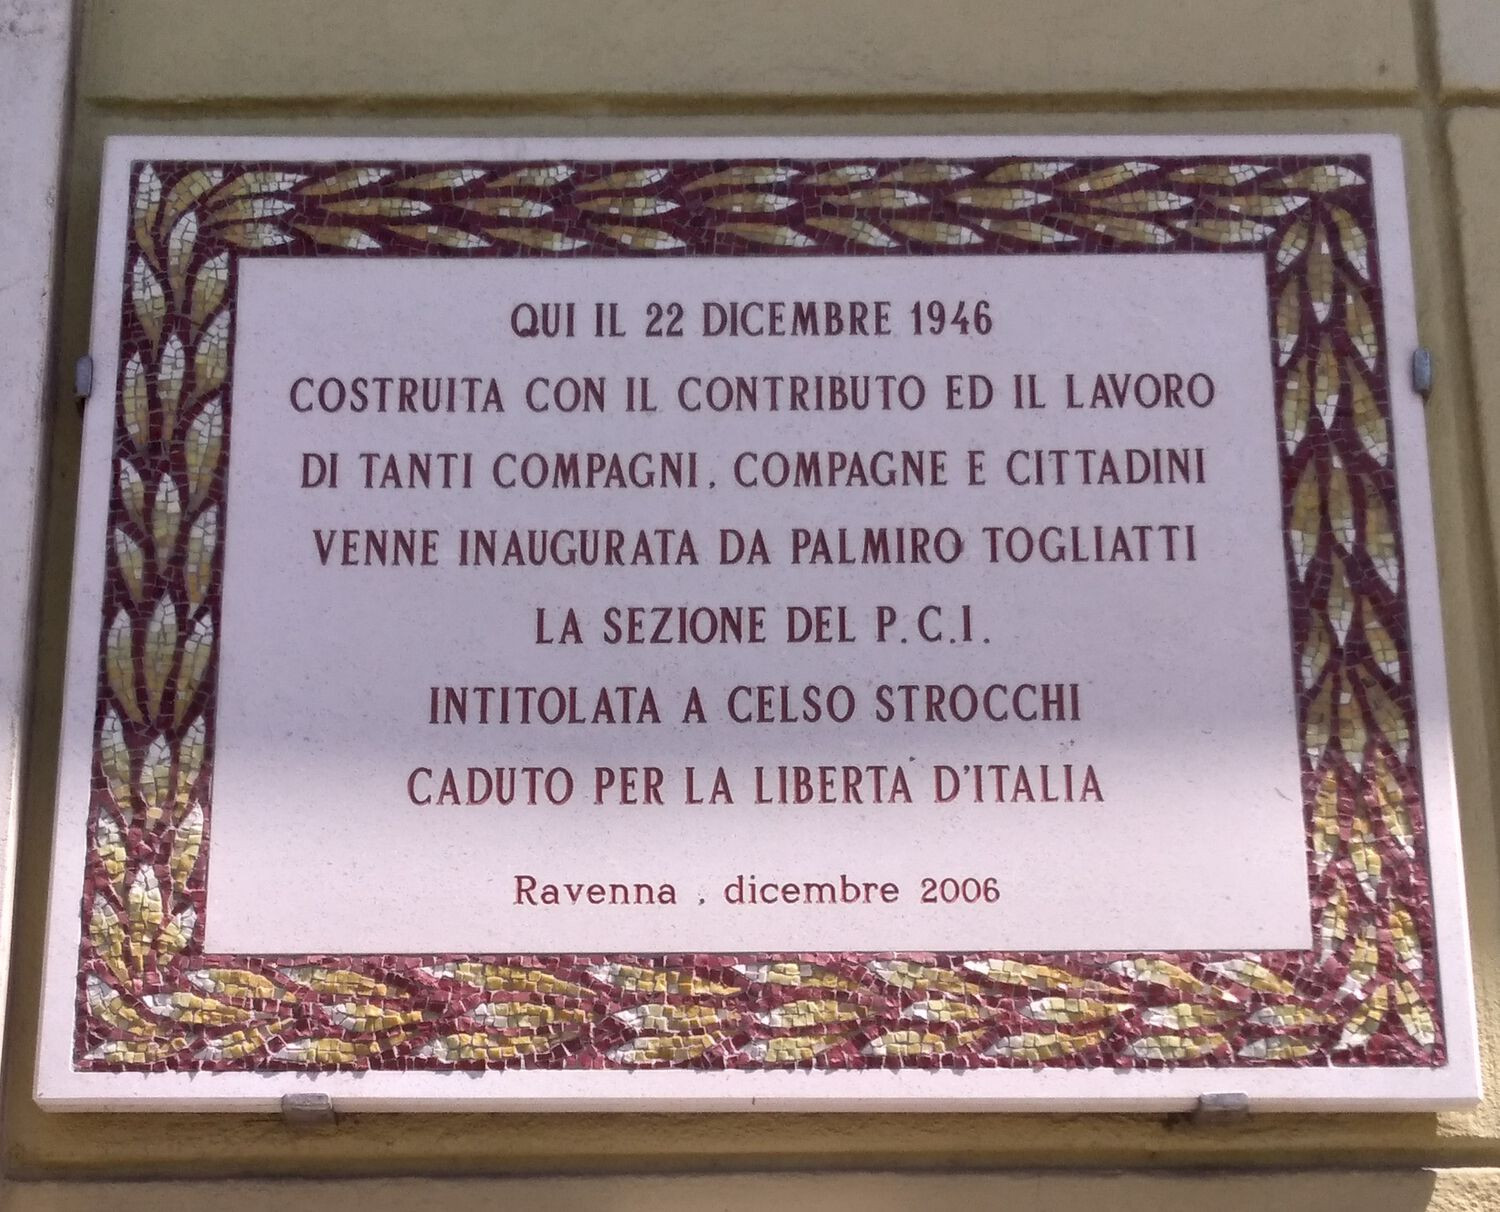 QUI IL 22 DICEMBRE 1946
COSTRUITA CON IL CONTRIBUTO ED IL LAVORO
DI TANTI COMPAGNI, COMPAGNE E CITTADINI
VENNE INAUGURATA DA PALMIRO TOGLIATTI
LA SEZIONE DEL P.C.I.
INTITOLATA A CELSO STROCCHI
CADUTO PER LA LIBERTA D'ITALIA
Ravenna , dicembre 2006